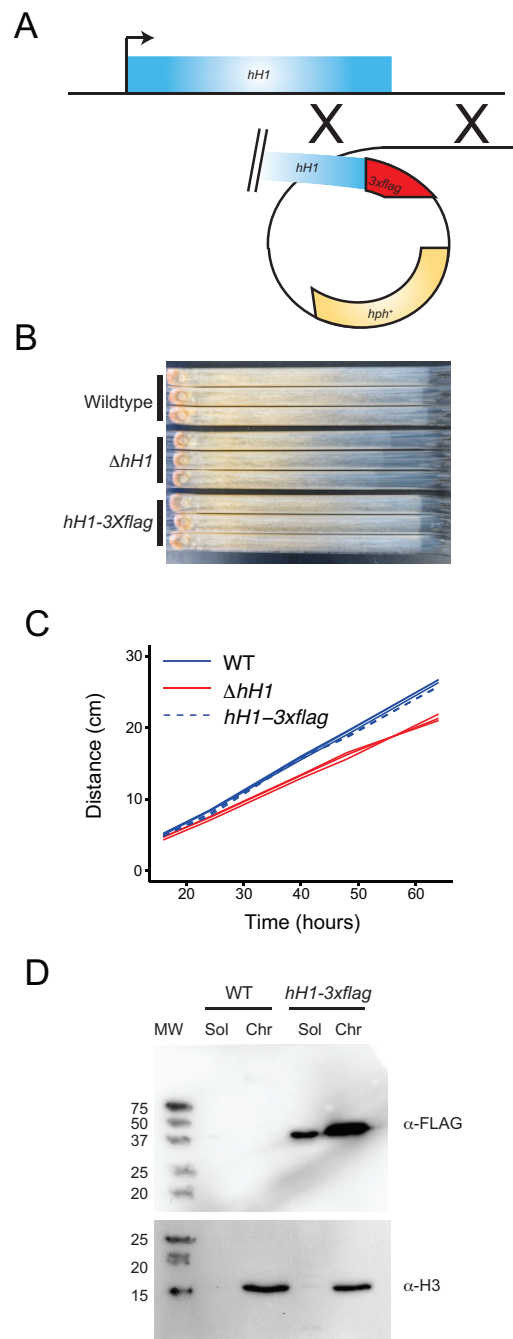 A
hH1
X X
hH1
3xflag
hph⁺
B
Wildtype
ΔhH1
hH1-3Xflag
C
30
20
10
0
Distance (cm)
WT
ΔhH1
hH1–3xflag
20 30 40 50 60
Time (hours)
D
WT hH1-3xflag
MW Sol Chr Sol Chr
75
50
37
25
20
α-FLAG
25
20
15
α-H3